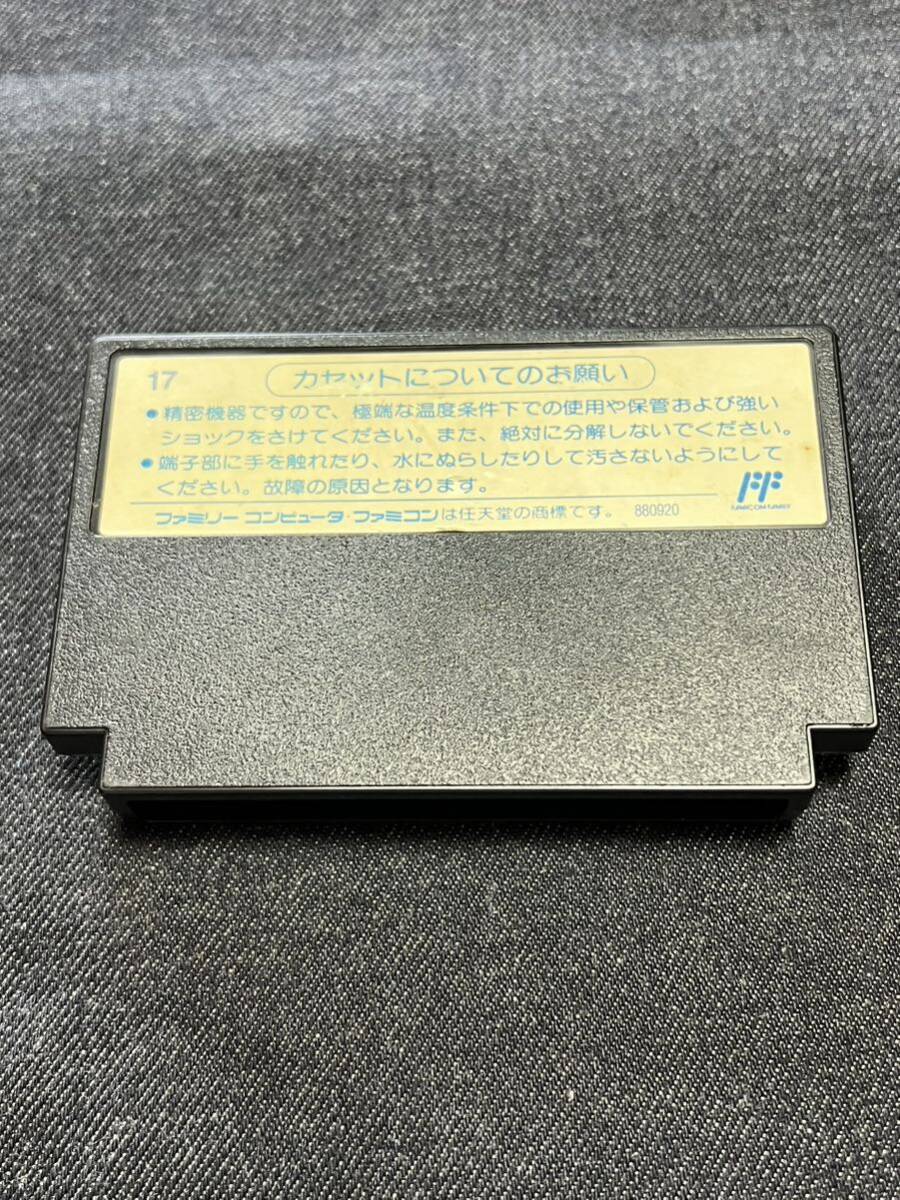 17
カセットについてのお願い
●精密機器ですので、極端な温度条件下での使用や保管および強い
ショックをさけてください。また、絶対に分解しないでください。
●端子部に手を触れたり、水にぬらしたりして汚さないようにして
ください。故障の原因となります。
FF
FAMICOM FAMILY
ファミリー コンピュータ・ファミコンは任天堂の商標です。 880920